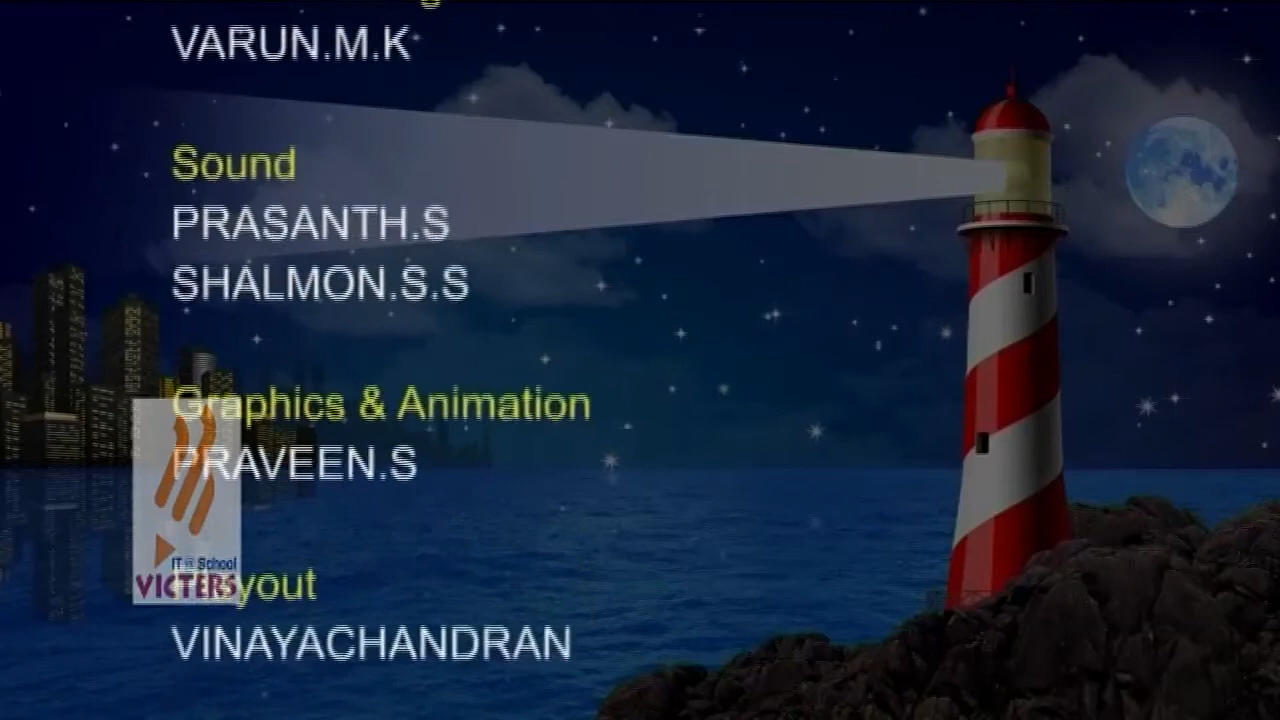 VARUN.M.K
Sound
PRASANTH.S
SHALMON.S.S
Graphics & Animation
PRAVEEN.S
IT@School
VICTERS
VINAYACHANDRAN